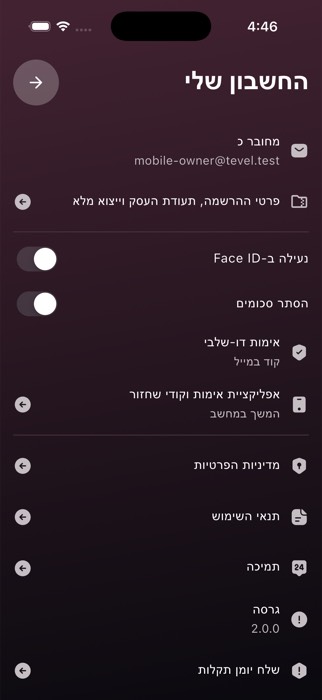 4:46
החשבון שלי
מחובר כ
mobile-owner@tevel.test
פרטי ההרשמה, תעודת העסק וייצוא מלא
נעילה ב-Face ID
הסתר סכומים
אימות דו-שלבי
קוד במייל
אפליקציית אימות וקודי שחזור
המשך במחשב
מדיניות הפרטיות
תנאי השימוש
24
תמיכה
גרסה
2.0.0
שלח יומן תקלות